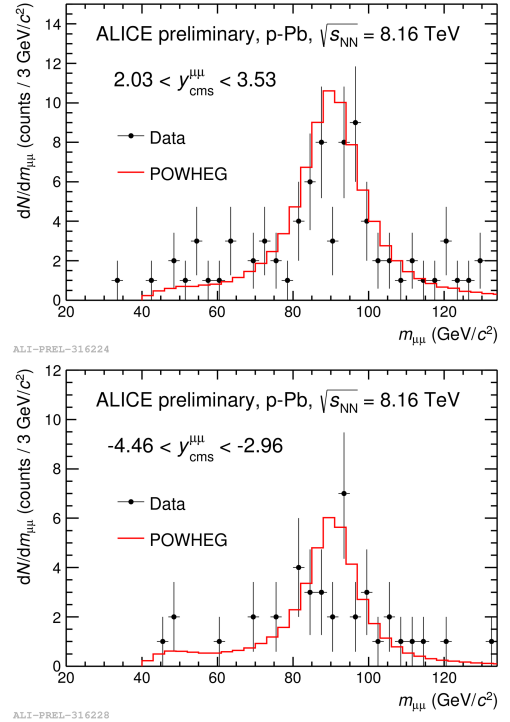 ALICE preliminary, p-Pb, √sNN = 8.16 TeV
2.03 < y^μμ_cms < 3.53
Data
POWHEG
dN/dmμμ (counts / 3 GeV/c²)
0
2
4
6
8
10
12
14
20
40
60
80
100
120
mμμ (GeV/c²)
ALI-PREL-316224
ALICE preliminary, p-Pb, √sNN = 8.16 TeV
-4.46 < y^μμ_cms < -2.96
Data
POWHEG
dN/dmμμ (counts / 3 GeV/c²)
0
2
4
6
8
10
12
20
40
60
80
100
120
mμμ (GeV/c²)
ALI-PREL-316228